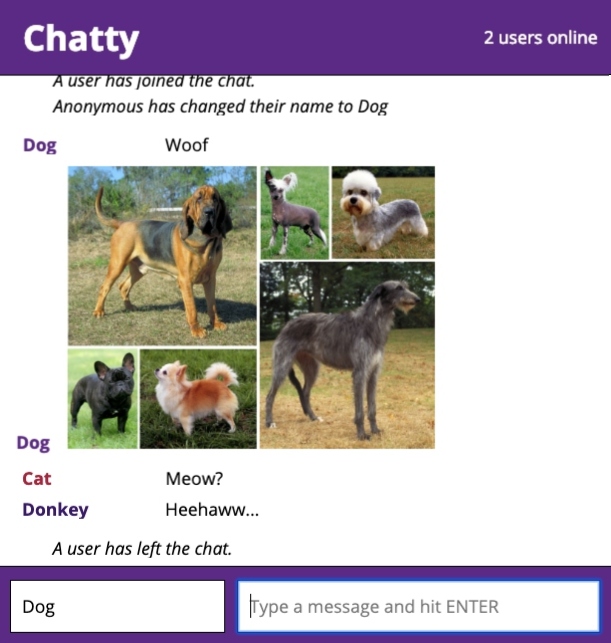 Chatty
2 users online
A user has joined the chat.
Anonymous has changed their name to Dog
Dog Woof
Dog
Cat Meow?
Donkey Heehaww...
A user has left the chat.
Dog
Type a message and hit ENTER